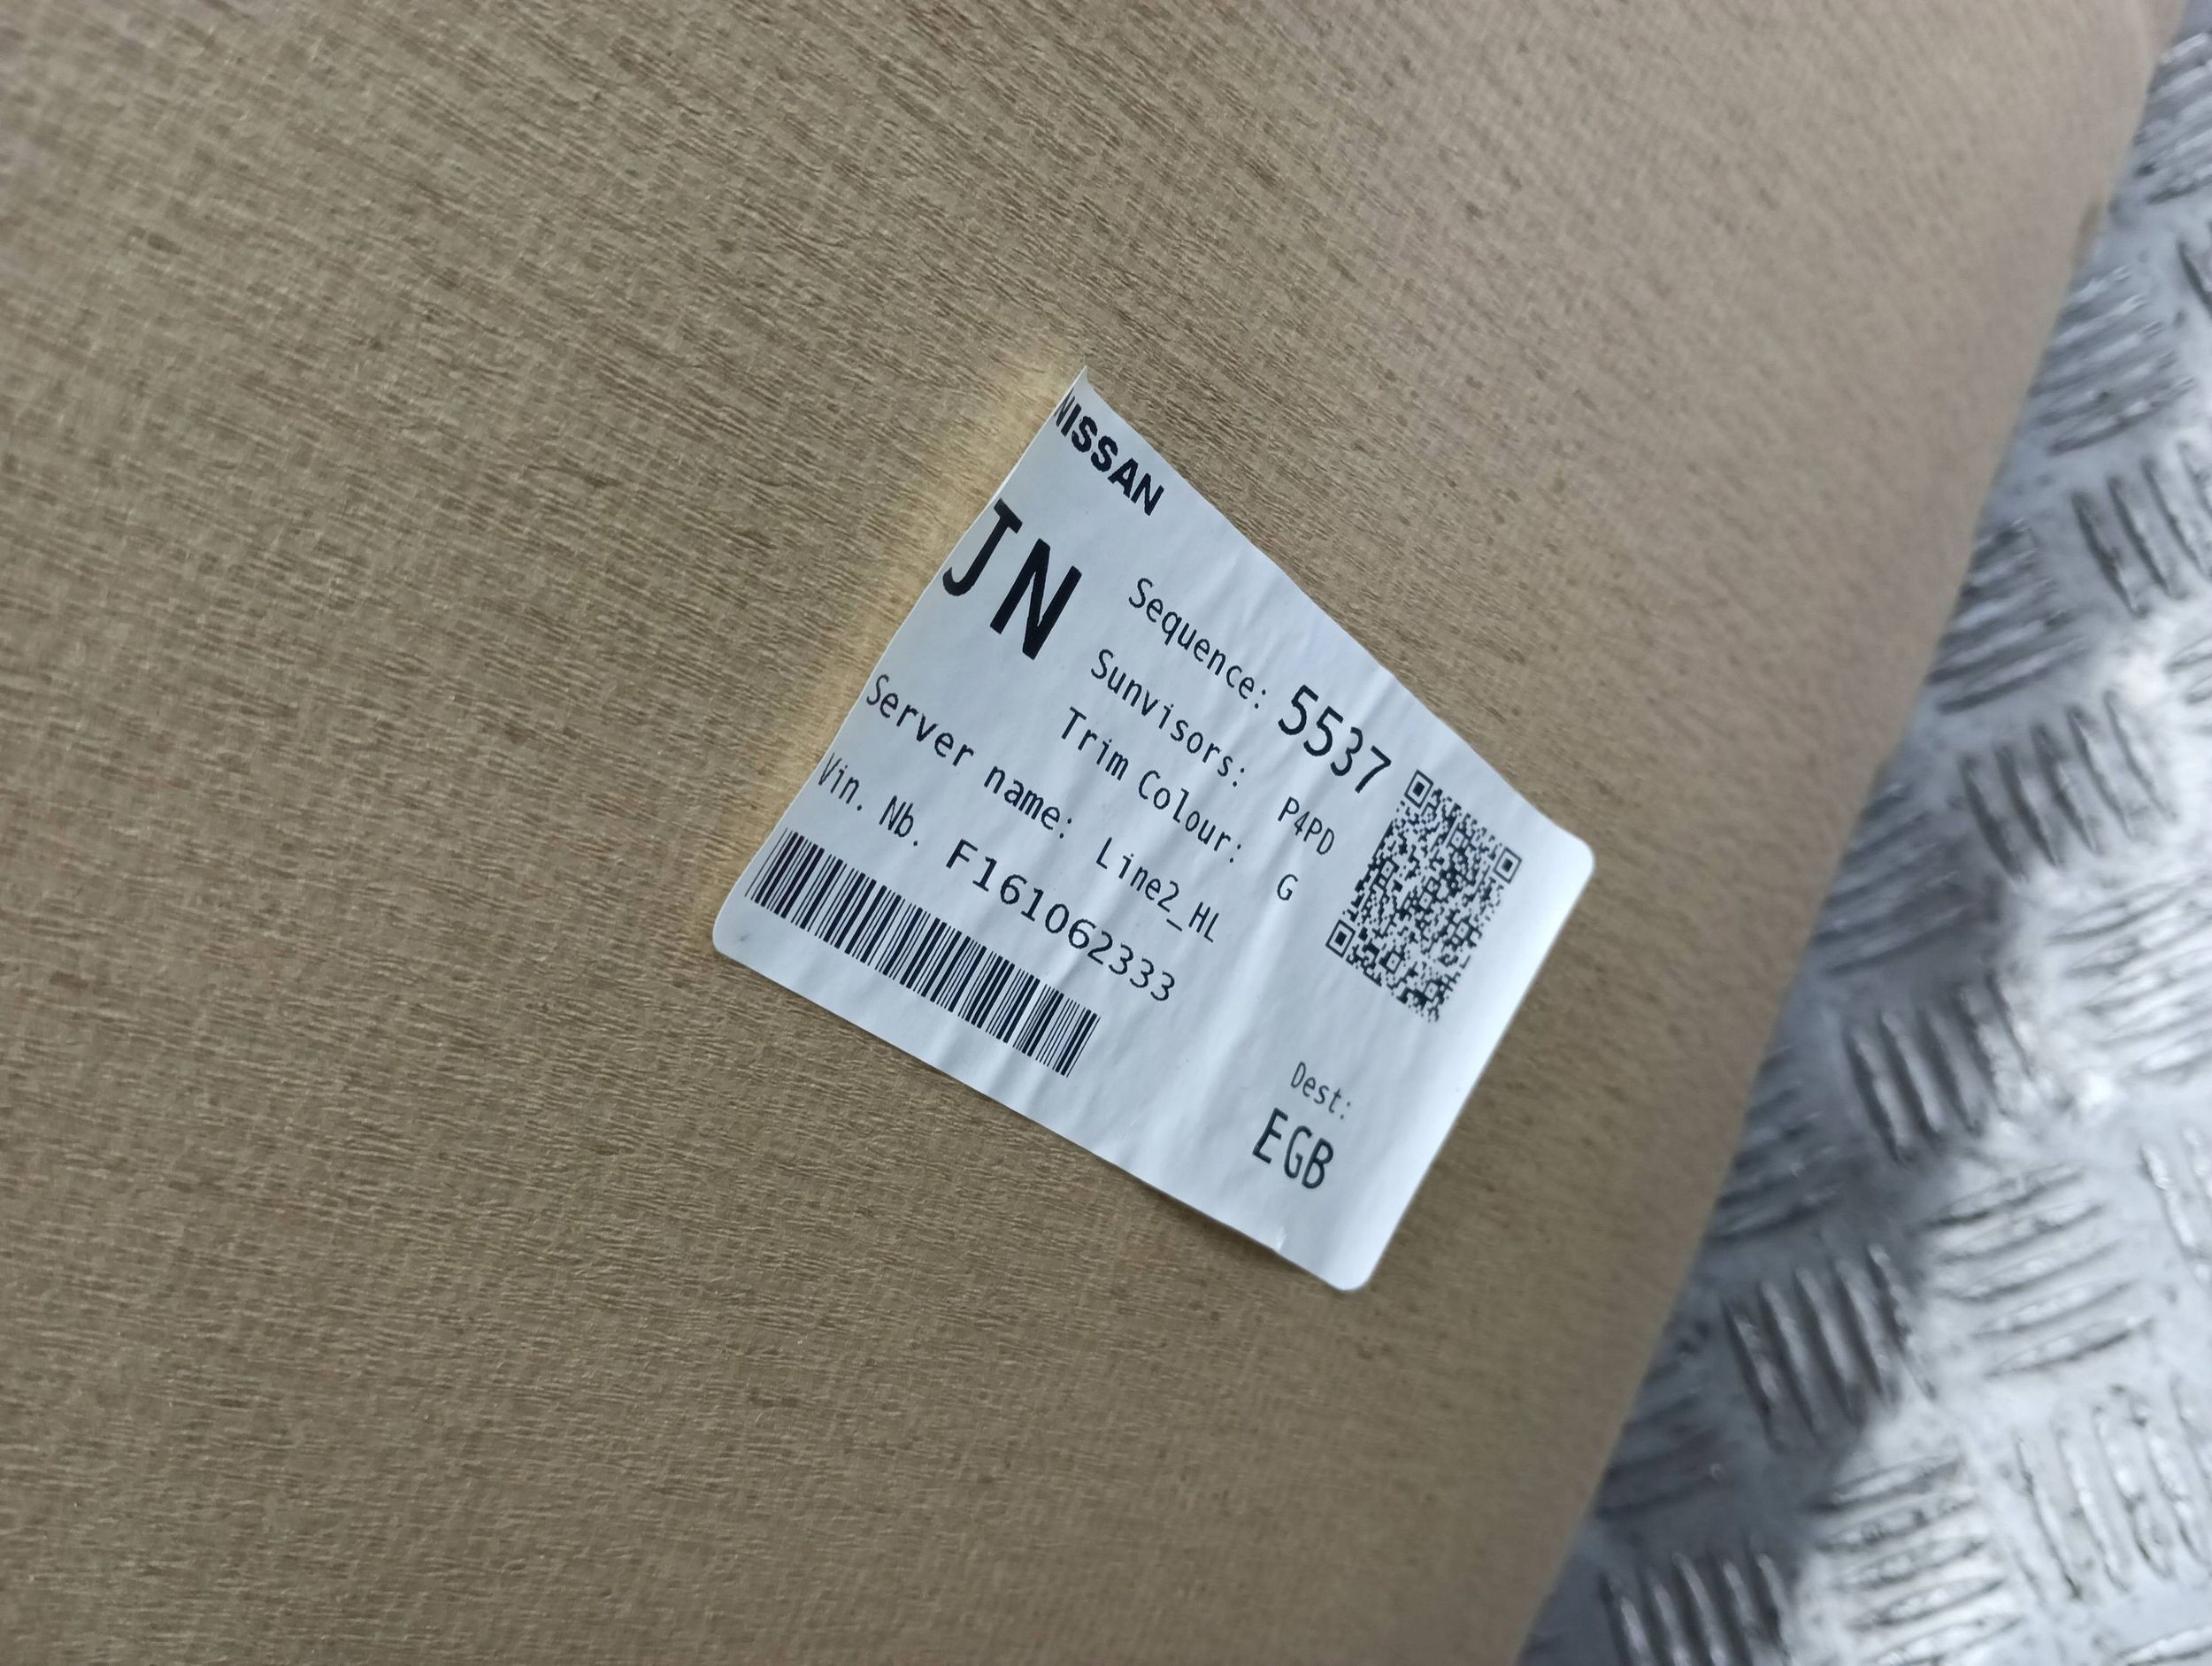 NISSAN
JN
Sequence: 5537
Sunvisors: P4PD
Trim Colour: G
Server name: Line2_HL
Vin. Nb. F161062333
Dest:
EGB